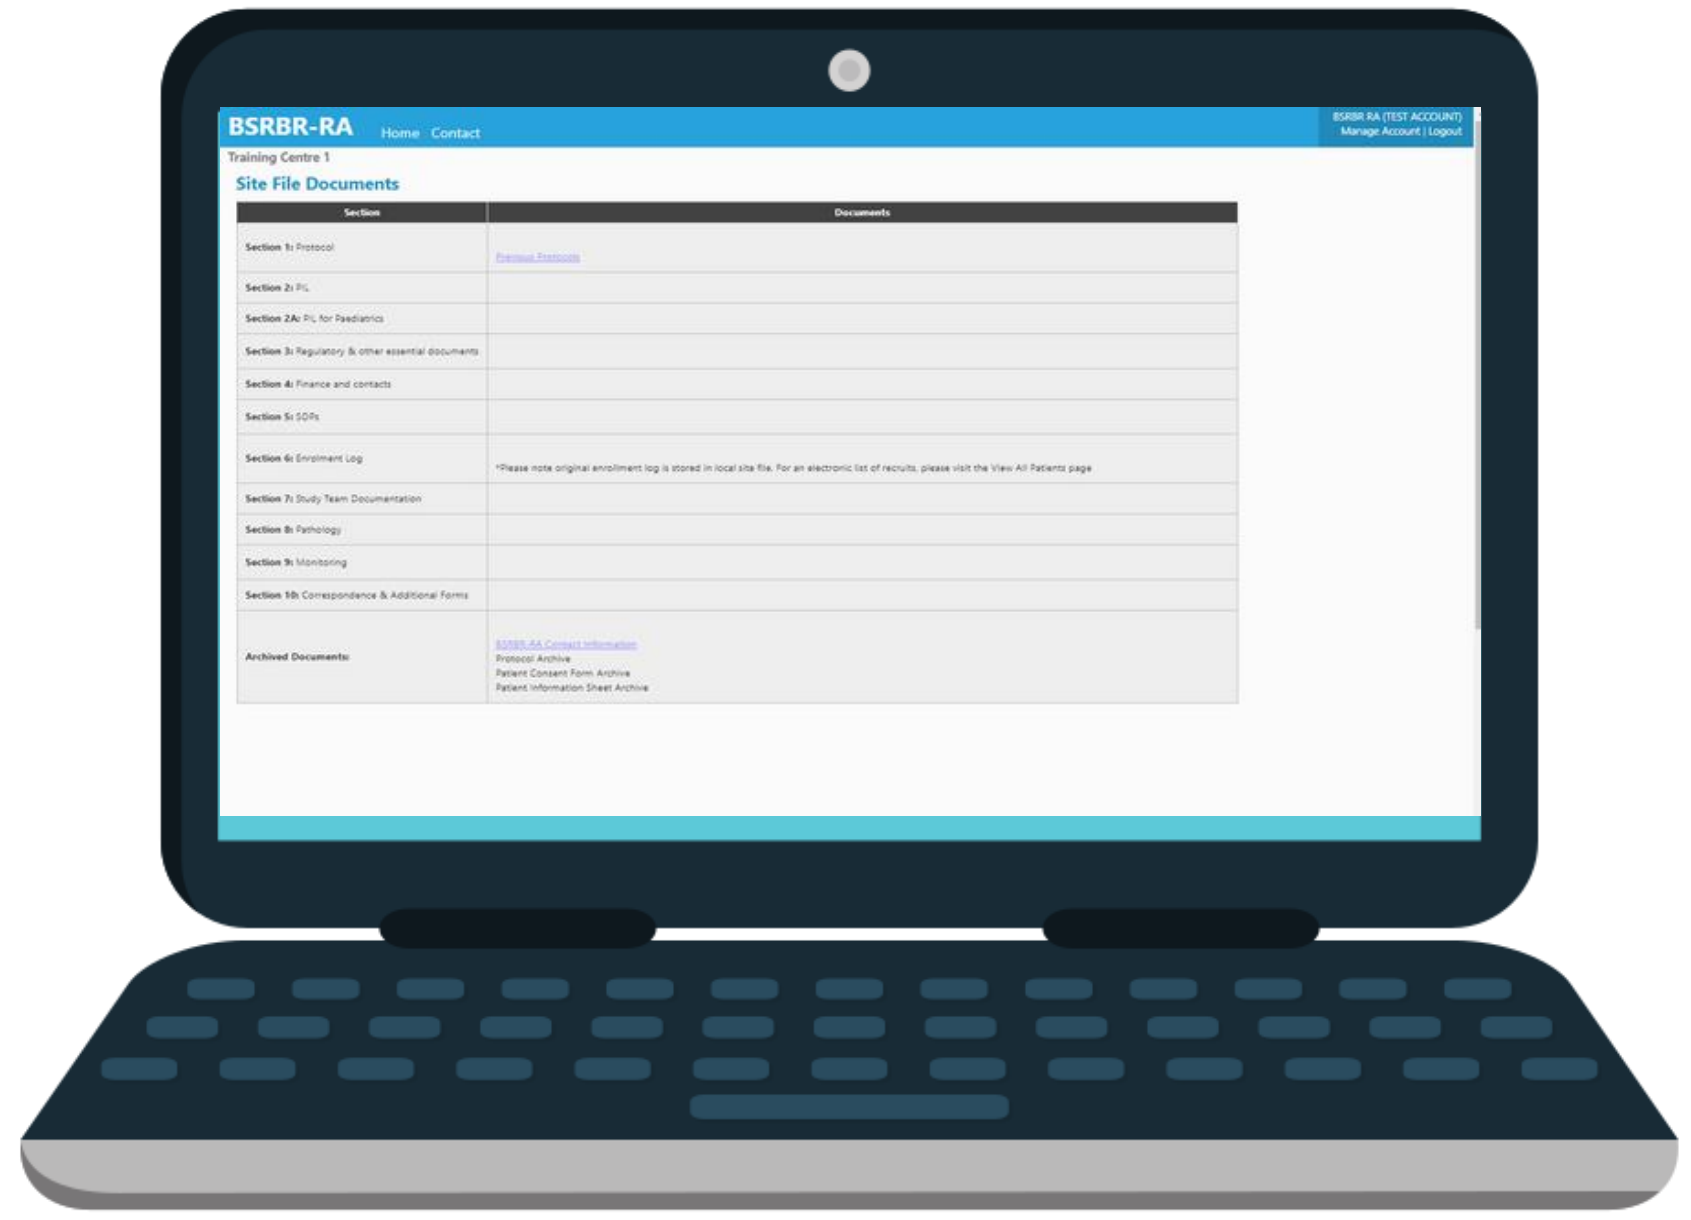 BSRBR-RA Home Contact
BSRBR RA (TEST ACCOUNT)
Manage Account | Logout
Training Centre 1
Site File Documents
Section Documents
Section 1: Protocol
Previous Protocols
Section 2: PIL
Section 2A: PIL for Paediatrics
Section 3: Regulatory & other essential documents
Section 4: Finance and contacts
Section 5: SOPs
Section 6: Enrolment Log
*Please note original enrollment log is stored in local site file. For an electronic list of recruits, please visit the View All Patients page
Section 7: Study Team Documentation
Section 8: Pathology
Section 9: Monitoring
Section 10: Correspondence & Additional Forms
Archived Documents:
BSRBR-RA Contact Information
Protocol Archive
Patient Consent Form Archive
Patient Information Sheet Archive